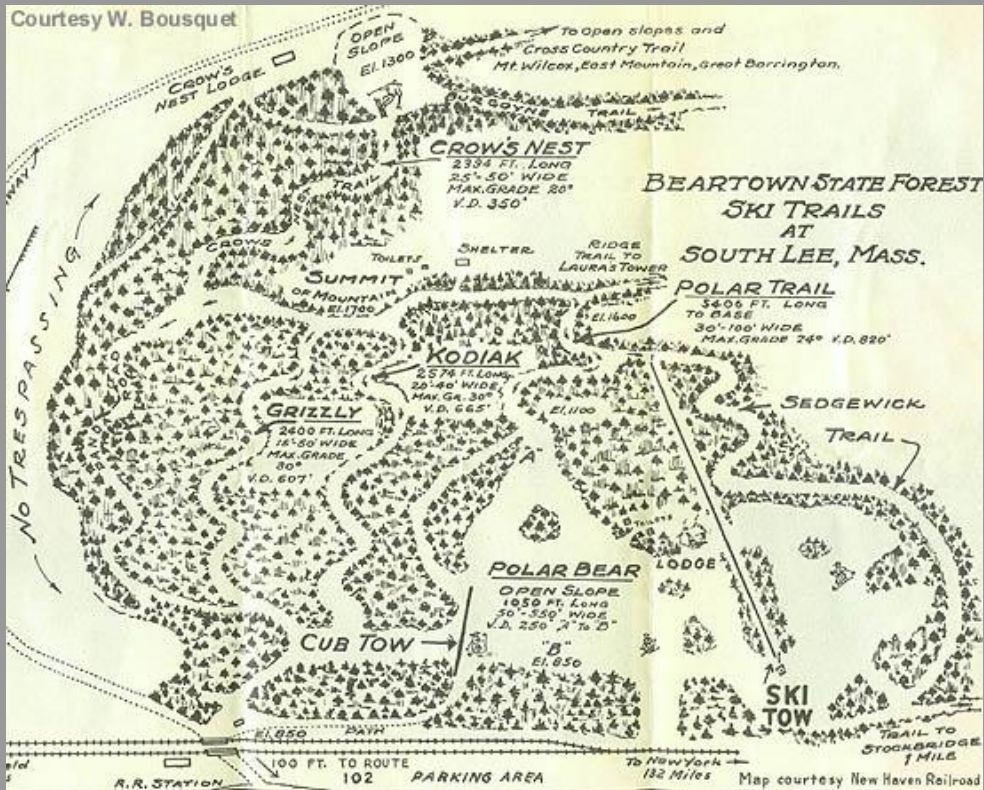 Courtesy W. Bousquet
OPEN
SLOPE
El.1300
CROW'S
NEST LODGE
To Open slopes and
Cross Country Trail
Mt. Wilcox, East Mountain, Great Barrington.
BURGOYNE TRAIL
CROW'S NEST
2394 FT. LONG
25'-50' WIDE
MAX. GRADE 20°
V.D. 350'
CROWS NEST TRAIL
BEARTOWN STATE FOREST
SKI TRAILS
AT
SOUTH LEE, MASS.
NO TRESPASSING
TOILETS
SHELTER
RIDGE
TRAIL TO
LAURA'S TOWER
SUMMIT
OF MOUNTAIN
El.1700
El.1600
POLAR TRAIL
5406 FT. LONG
TO BASE
30'-100' WIDE
MAX. GRADE 24° V.D. 820'
KODIAK
2574 FT. LONG
20'-40' WIDE
MAX. GR. 30°
V.D. 665'
GRIZZLY
2400 FT. LONG
15'-50' WIDE
MAX. GRADE
30°
V.D. 607'
El.1100
"A"
SEDGEWICK
TRAIL
ROAD
TOILETS
LODGE
POLAR BEAR
OPEN SLOPE
1050 FT. LONG
50'-550' WIDE
V.D. 250' "A" TO "B"
CUB TOW
"B"
El.850
SKI
TOW
El.850 PATH
TRAIL TO
STOCKBRIDGE
1 MILE
100 FT. TO ROUTE
102 PARKING AREA
R.R. STATION
To New York
132 Miles
Map courtesy New Haven Railroad